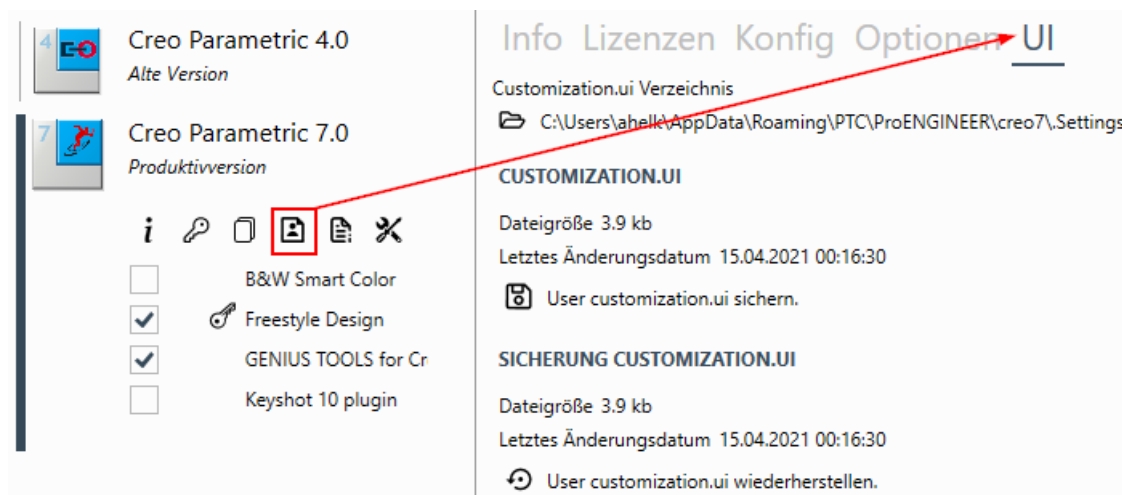 4
Creo Parametric 4.0
Alte Version
7
Creo Parametric 7.0
Produktivversion
i
B&W Smart Color
Freestyle Design
GENIUS TOOLS for Cr
Keyshot 10 plugin
Info Lizenzen Konfig Optionen UI
Customization.ui Verzeichnis
C:\Users\ahelk\AppData\Roaming\PTC\ProENGINEER\creo7\.Settings
CUSTOMIZATION.UI
Dateigröße 3.9 kb
Letztes Änderungsdatum 15.04.2021 00:16:30
User customization.ui sichern.
SICHERUNG CUSTOMIZATION.UI
Dateigröße 3.9 kb
Letztes Änderungsdatum 15.04.2021 00:16:30
User customization.ui wiederherstellen.